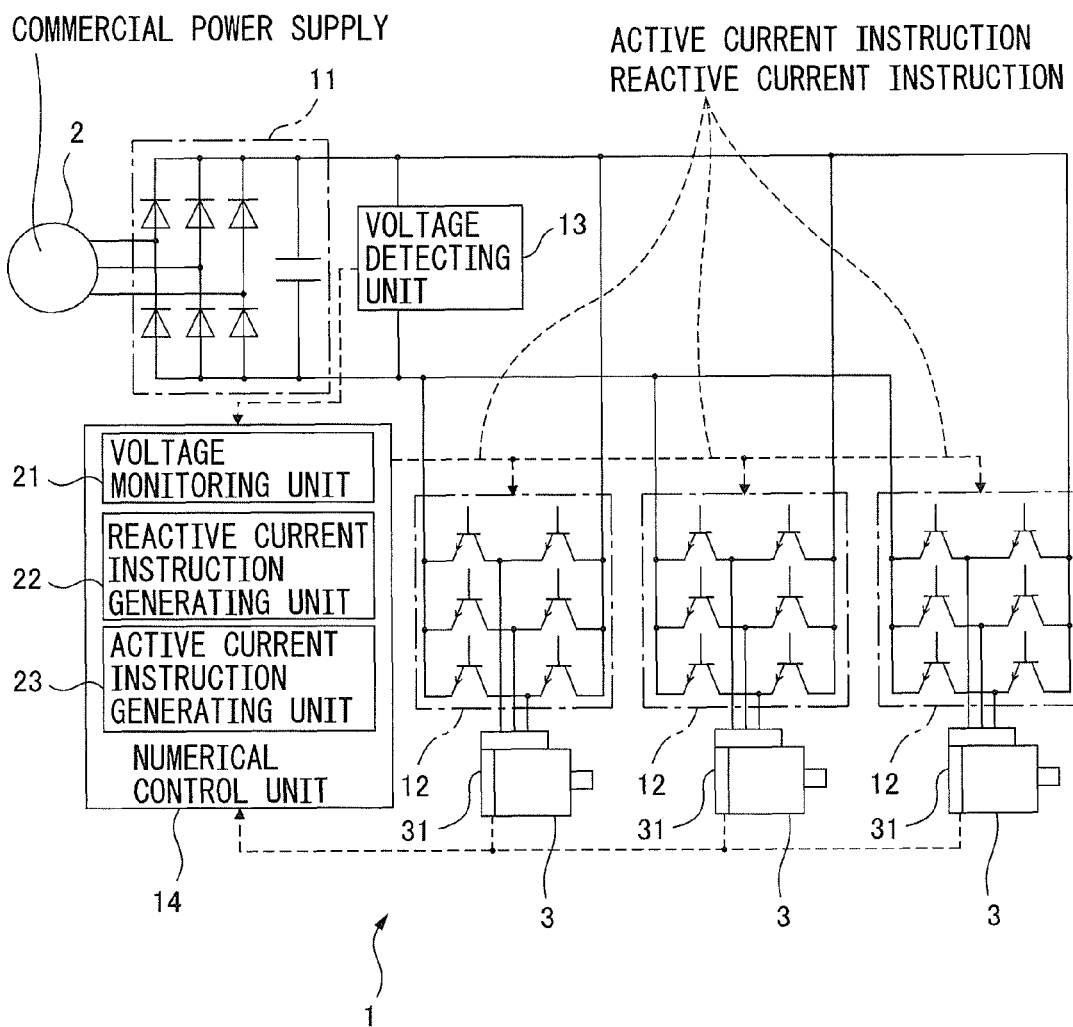 COMMERCIAL POWER SUPPLY
ACTIVE CURRENT INSTRUCTION
REACTIVE CURRENT INSTRUCTION
11
2
VOLTAGE
DETECTING
UNIT
13
21
VOLTAGE
MONITORING UNIT
22
REACTIVE CURRENT
INSTRUCTION
GENERATING UNIT
23
ACTIVE CURRENT
INSTRUCTION
GENERATING UNIT
NUMERICAL
CONTROL UNIT
12
12
12
31
31
31
14
3
3
3
1